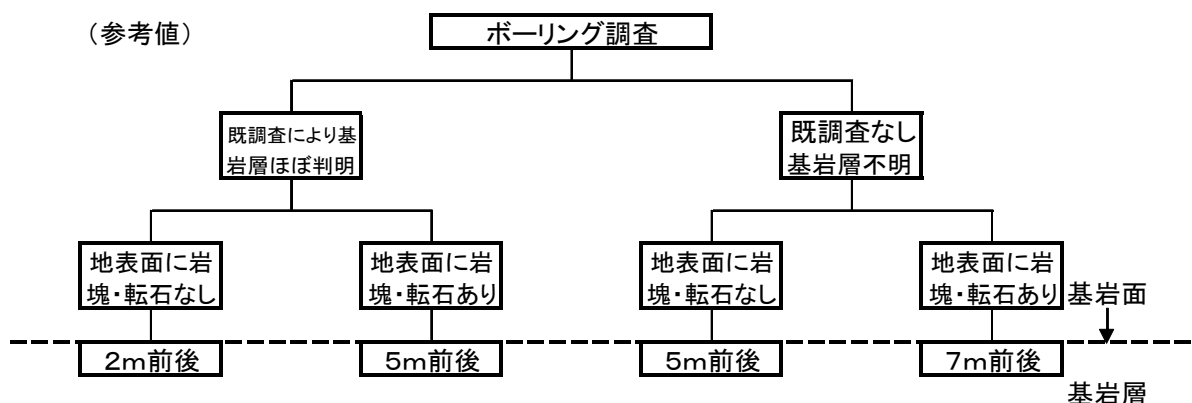 （参考値）
ボーリング調査
既調査により基
岩層ほぼ判明
既調査なし
基岩層不明
地表面に岩
塊・転石なし
地表面に岩
塊・転石あり
地表面に岩
塊・転石なし
地表面に岩
塊・転石あり
基岩面
２ｍ前後
５ｍ前後
５ｍ前後
７ｍ前後
基岩層